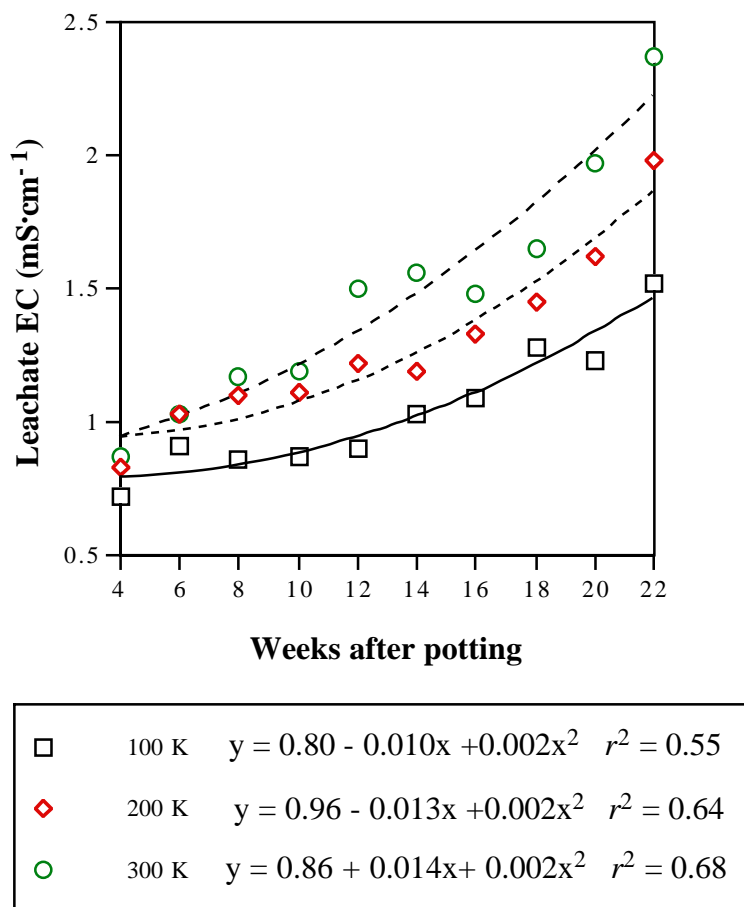 2.5
2
1.5
1
0.5
Leachate EC (mS·cm⁻¹)
4 6 8 10 12 14 16 18 20 22
Weeks after potting
100 K y = 0.80 - 0.010x +0.002x² r² = 0.55
200 K y = 0.96 - 0.013x +0.002x² r² = 0.64
300 K y = 0.86 + 0.014x+ 0.002x² r² = 0.68